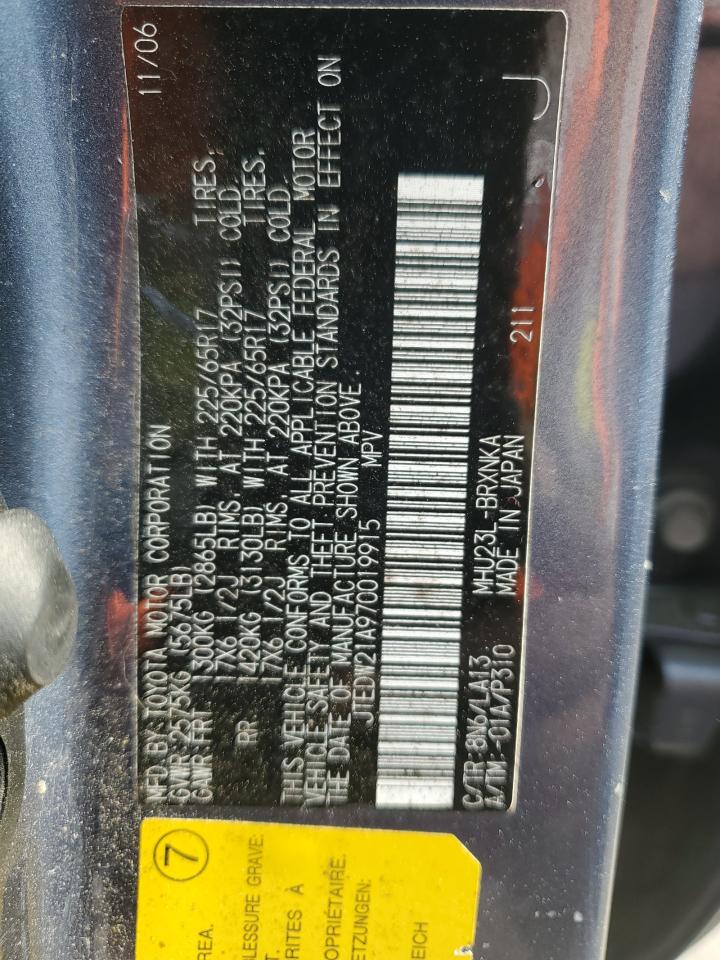 MFD BY TOYOTA MOTOR CORPORATION 11/06
GVWR 2575KG (5675LB)
GAWR FRT 1300KG (2865LB) WITH 225/65R17 TIRES,
17X6 1/2J RIMS, AT 220KPA (32PSI) COLD.
RR 1420KG (3130LB) WITH 225/65R17 TIRES,
17X6 1/2J RIMS, AT 220KPA (32PSI) COLD.
THIS VEHICLE CONFORMS TO ALL APPLICABLE FEDERAL MOTOR
VEHICLE SAFETY AND THEFT PREVENTION STANDARDS IN EFFECT ON
THE DATE OF MANUFACTURE SHOWN ABOVE.
JTEDW21A970019915 MPV
C/TR:8N6/LA13 MHU23L-BRXNKA
A/TM:-01A/P310 MADE IN JAPAN 211 J
7
AREA.
BLESSURE GRAVE:
RITES À
OPRIÉTAIRE.
ETZUNGEN:
EICH